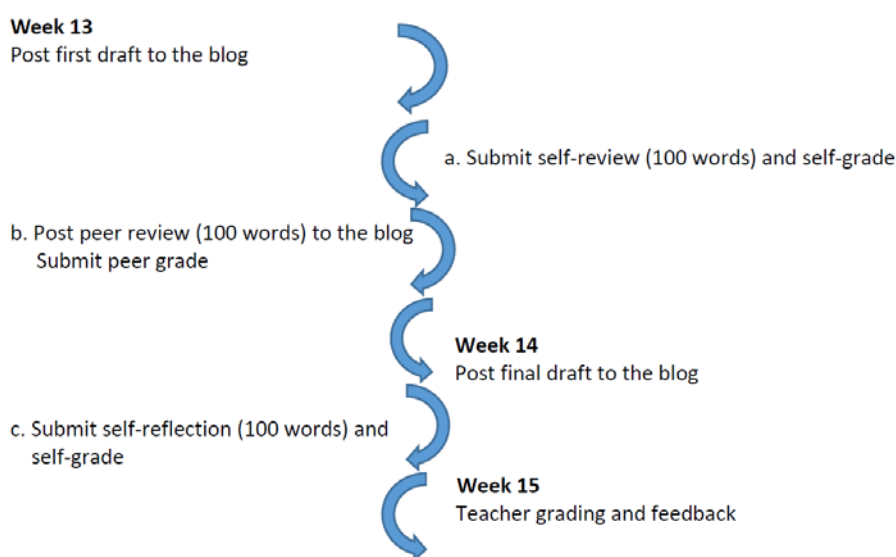 Week 13
Post first draft to the blog
a. Submit self-review (100 words) and self-grade
b. Post peer review (100 words) to the blog
Submit peer grade
Week 14
Post final draft to the blog
c. Submit self-reflection (100 words) and
self-grade
Week 15
Teacher grading and feedback